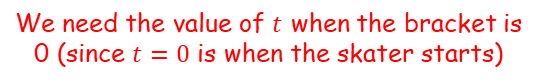 We need the value of t when the bracket is
0 (since t = 0 is when the skater starts)